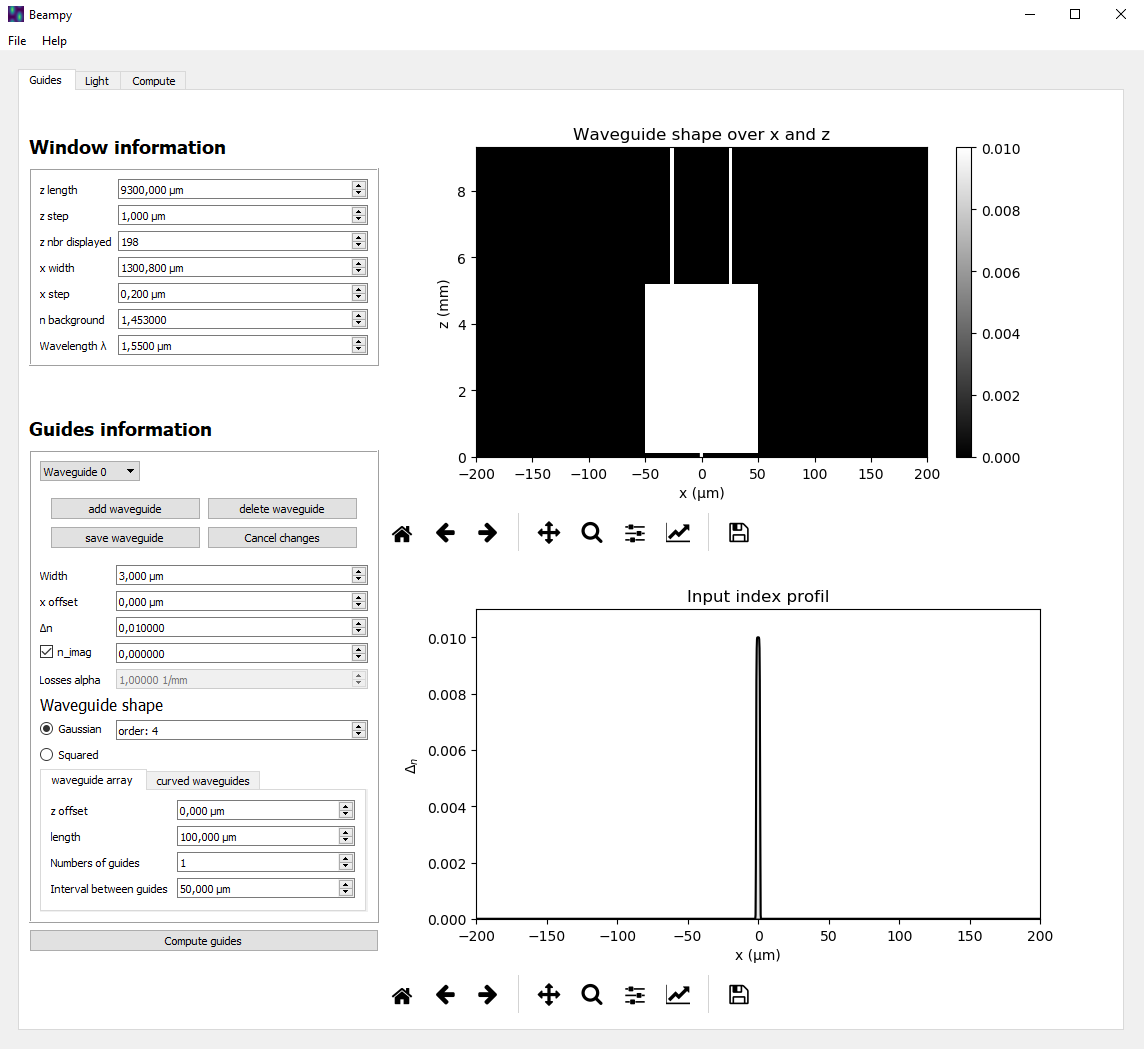 Beampy
File Help
Guides Light Compute
Window information
z length 9300,000 µm
z step 1,000 µm
z nbr displayed 198
x width 1300,800 µm
x step 0,200 µm
n background 1,453000
Wavelength λ 1,5500 µm
Guides information
Waveguide 0
add waveguide delete waveguide
save waveguide Cancel changes
Width 3,000 µm
x offset 0,000 µm
Δn 0,010000
n_imag 0,000000
Losses alpha 1,00000 1/mm
Waveguide shape
Gaussian order: 4
Squared
waveguide array curved waveguides
z offset 0,000 µm
length 100,000 µm
Numbers of guides 1
Interval between guides 50,000 µm
Compute guides
Waveguide shape over x and z
z (mm)
8
6
4
2
0
−200 −150 −100 −50 0 50 100 150 200
x (µm)
0.010
0.008
0.006
0.004
0.002
0.000
Input index profil
Δn
0.010
0.008
0.006
0.004
0.002
0.000
−200 −150 −100 −50 0 50 100 150 200
x (µm)